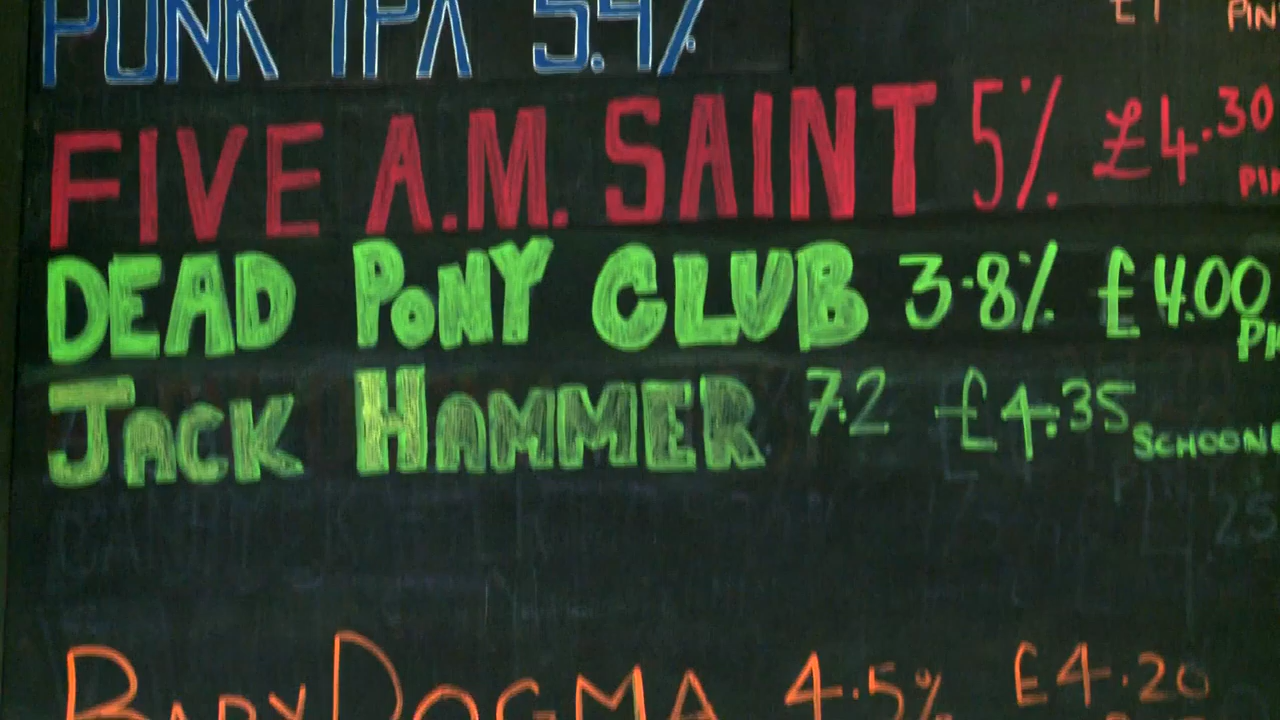 PUNK IPA 5.4%
FIVE A.M. SAINT 5% £4.30
DEAD PONY CLUB 3.8% £4.00
JACK HAMMER 7.2 £4.35 SCHOONE
BABY DOGMA 4.5% £4.20